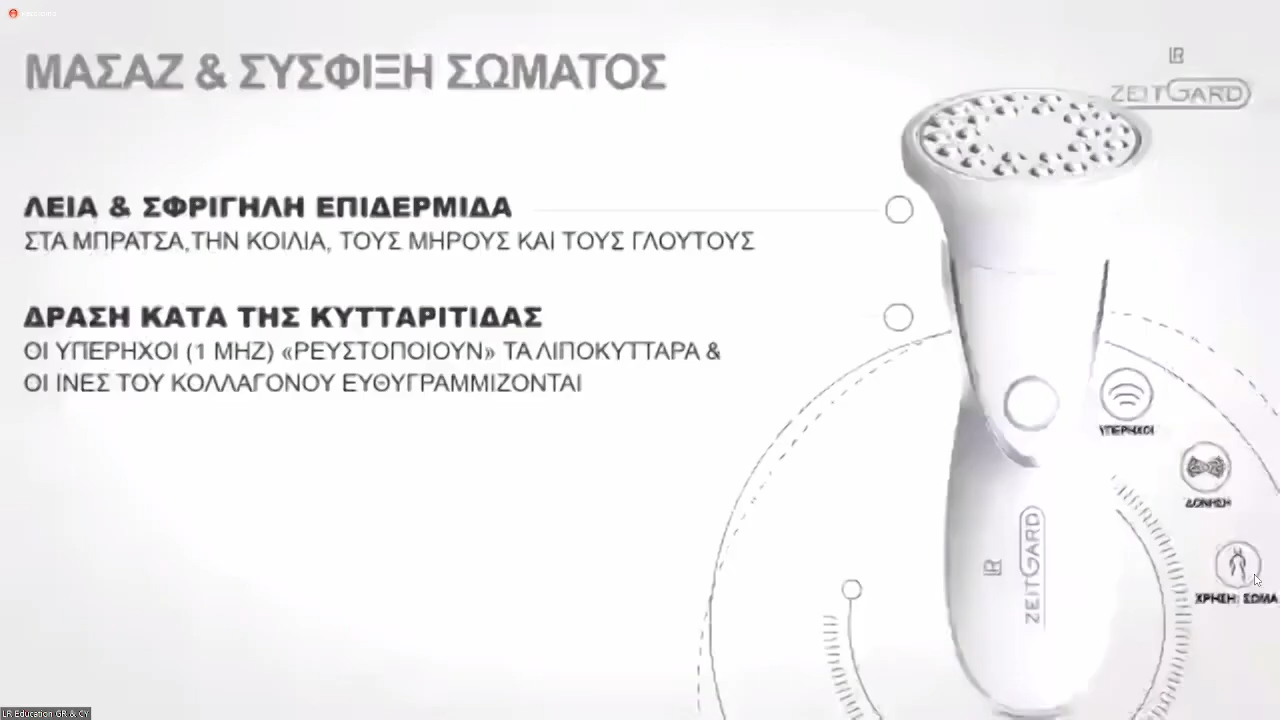 ΜΑΣΑΖ & ΣΥΣΦΙΞΗ ΣΩΜΑΤΟΣ
LR
ZEITGARD
ΛΕΙΑ & ΣΦΡΙΓΗΛΗ ΕΠΙΔΕΡΜΙΔΑ
ΣΤΑ ΜΠΡΑΤΣΑ,ΤΗΝ ΚΟΙΛΙΑ, ΤΟΥΣ ΜΗΡΟΥΣ ΚΑΙ ΤΟΥΣ ΓΛΟΥΤΟΥΣ
ΔΡΑΣΗ ΚΑΤΑ ΤΗΣ ΚΥΤΤΑΡΙΤΙΔΑΣ
ΟΙ ΥΠΕΡΗΧΟΙ (1 MHZ) «ΡΕΥΣΤΟΠΟΙΟΥΝ» ΤΑ ΛΙΠΟΚΥΤΤΑΡΑ &
ΟΙ ΙΝΕΣ ΤΟΥ ΚΟΛΛΑΓΟΝΟΥ ΕΥΘΥΓΡΑΜΜΙΖΟΝΤΑΙ
ΥΠΕΡΗΧΟΙ
ΔΟΝΗΣΗ
ΧΡΗΣΗ: ΣΩΜΑ
LR
ZEITGARD
LR Education GR & CY